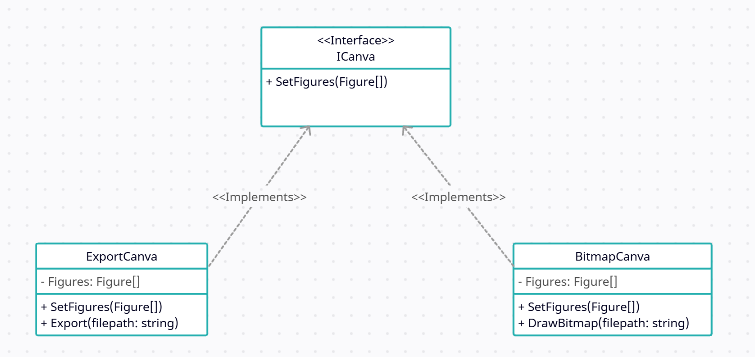 <<Interface>>
ICanva
+ SetFigures(Figure[])
<<Implements>>
<<Implements>>
ExportCanva
- Figures: Figure[]
+ SetFigures(Figure[])
+ Export(filepath: string)
BitmapCanva
- Figures: Figure[]
+ SetFigures(Figure[])
+ DrawBitmap(filepath: string)